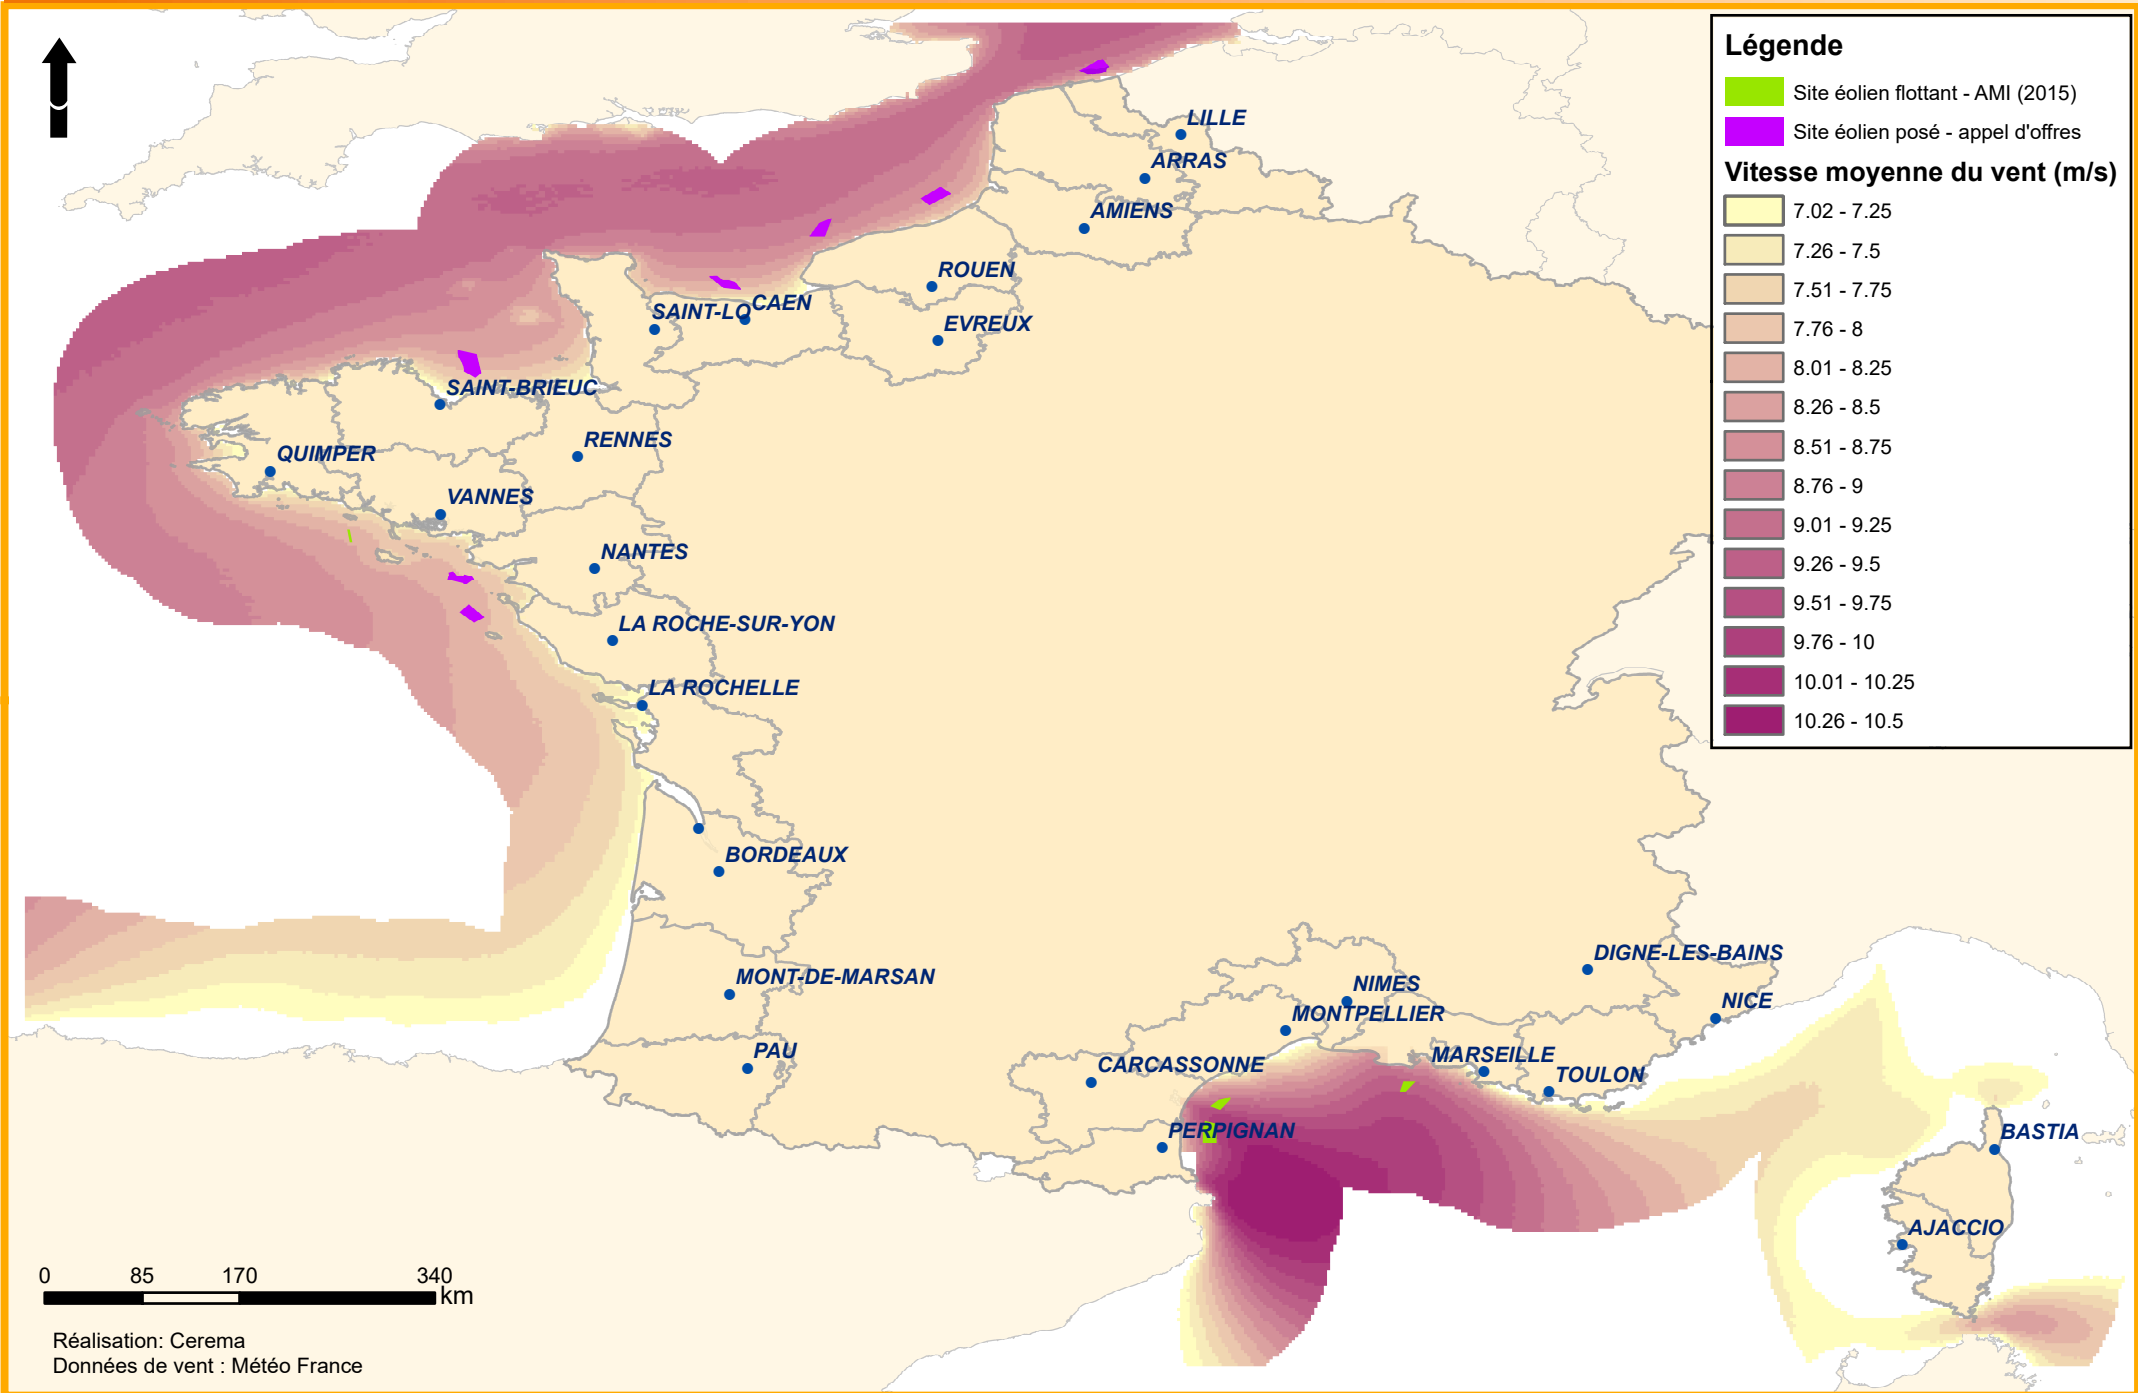 Légende
Site éolien flottant - AMI (2015)
Site éolien posé - appel d'offres
Vitesse moyenne du vent (m/s)
7.02 - 7.25
7.26 - 7.5
7.51 - 7.75
7.76 - 8
8.01 - 8.25
8.26 - 8.5
8.51 - 8.75
8.76 - 9
9.01 - 9.25
9.26 - 9.5
9.51 - 9.75
9.76 - 10
10.01 - 10.25
10.26 - 10.5
LILLE
ARRAS
AMIENS
ROUEN
CAEN
SAINT-LO
EVREUX
SAINT-BRIEUC
RENNES
QUIMPER
VANNES
NANTES
LA ROCHE-SUR-YON
LA ROCHELLE
BORDEAUX
MONT-DE-MARSAN
PAU
DIGNE-LES-BAINS
NIMES
NICE
MONTPELLIER
MARSEILLE
CARCASSONNE
TOULON
PERPIGNAN
BASTIA
AJACCIO
0 85 170 340
km
Réalisation: Cerema
Données de vent : Météo France